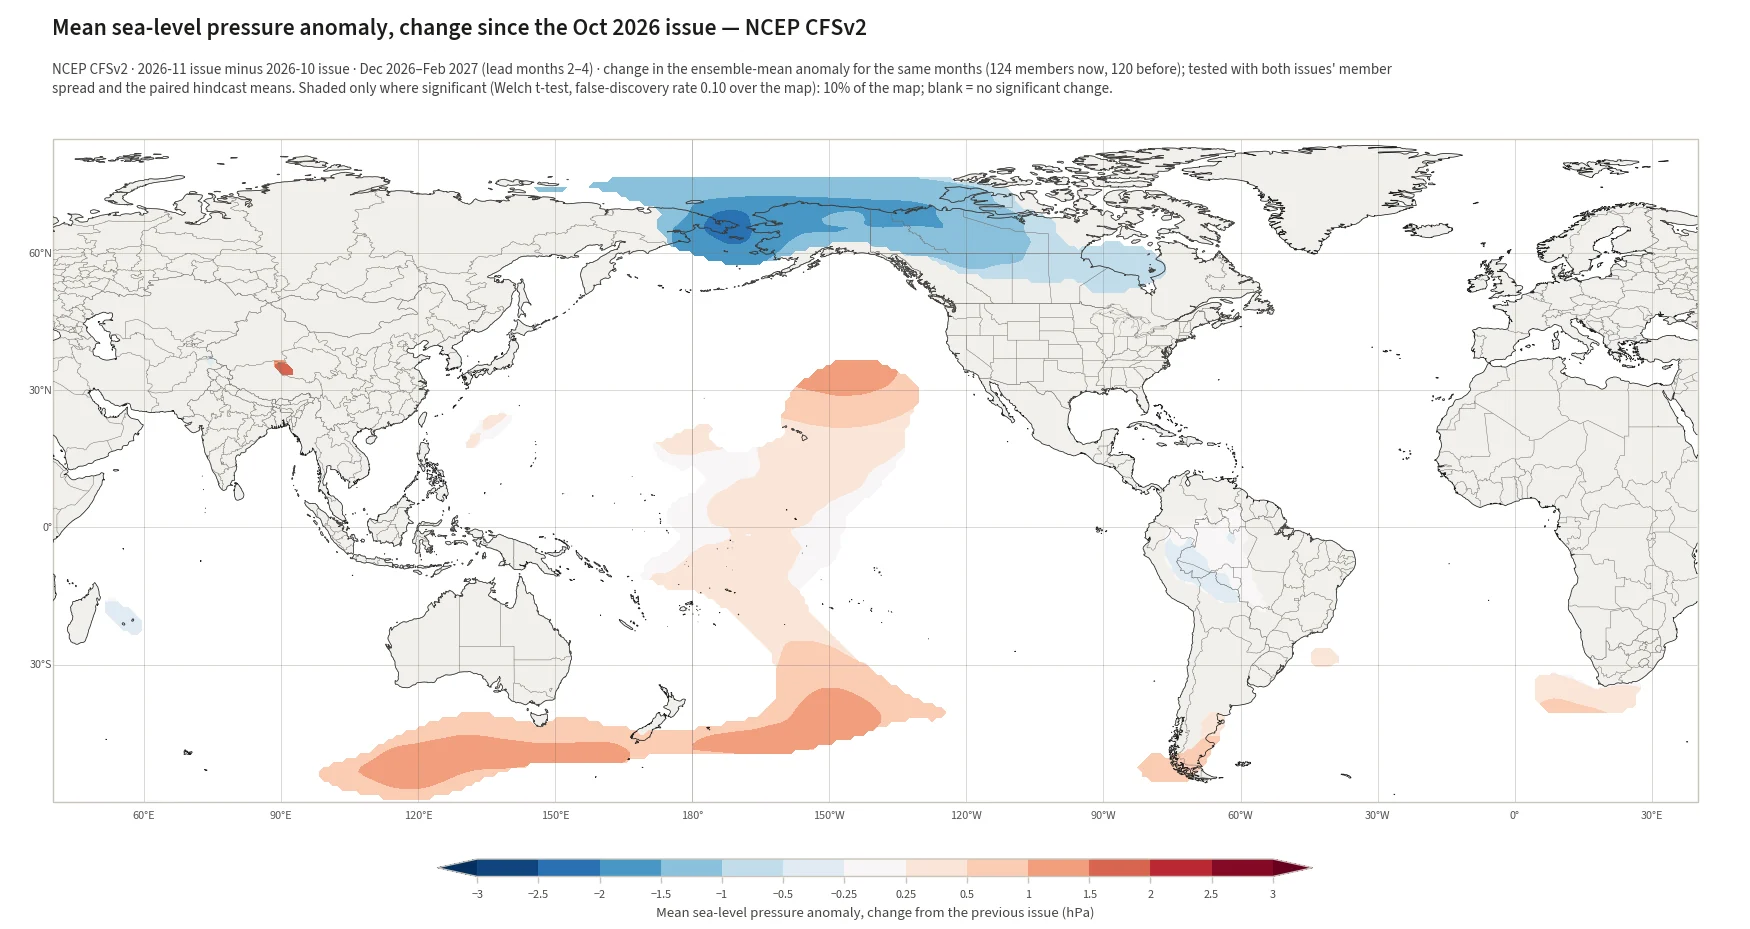 Mean sea-level pressure anomaly, change since the Oct 2026 issue — NCEP CFSv2
NCEP CFSv2 · 2026-11 issue minus 2026-10 issue · Dec 2026–Feb 2027 (lead months 2–4) · change in the ensemble-mean anomaly for the same months (124 members now, 120 before); tested with both issues' member
spread and the paired hindcast means. Shaded only where significant (Welch t-test, false-discovery rate 0.10 over the map): 10% of the map; blank = no significant change.
60°N
30°N
0°
30°S
60°E 90°E 120°E 150°E 180° 150°W 120°W 90°W 60°W 30°W 0° 30°E
−3 −2.5 −2 −1.5 −1 −0.5 −0.25 0.25 0.5 1 1.5 2 2.5 3
Mean sea-level pressure anomaly, change from the previous issue (hPa)